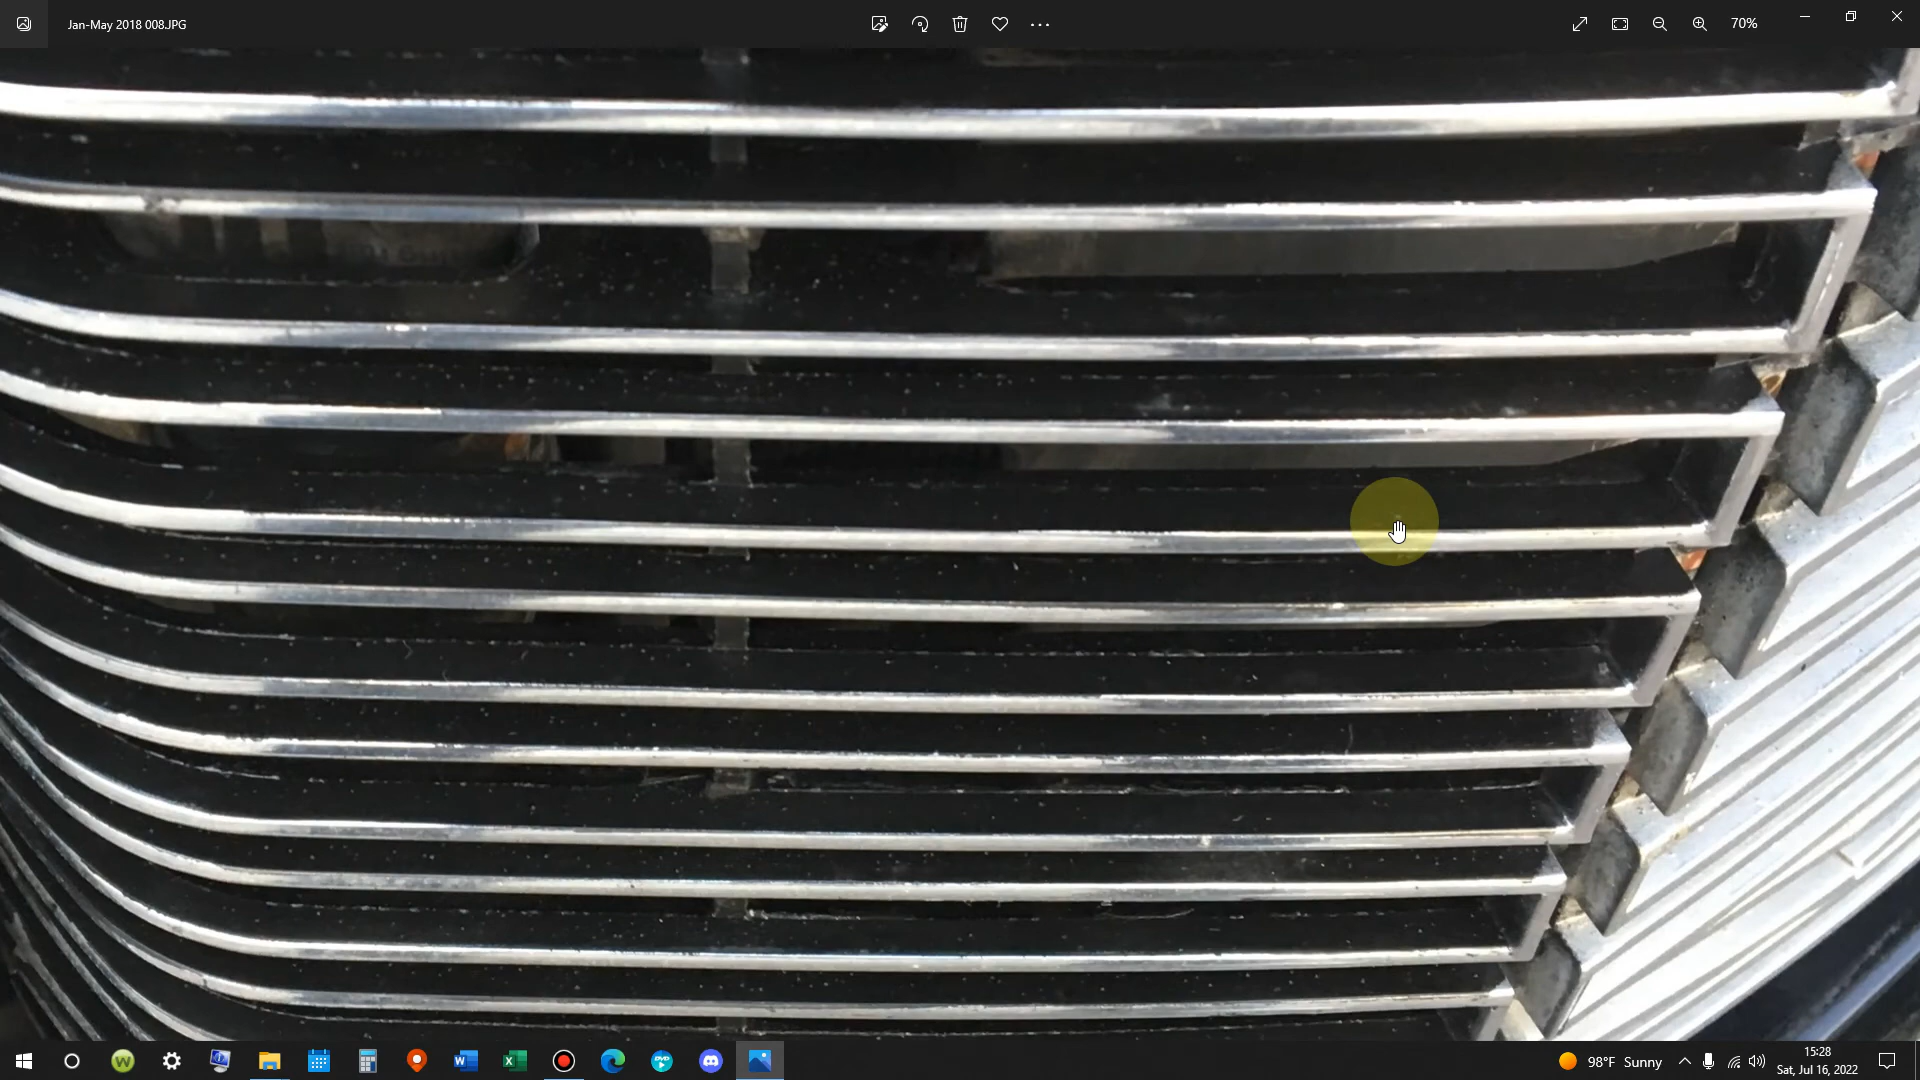 Jan-May 2018 008.JPG
70%
98°F Sunny
15:28
Sat, Jul 16, 2022